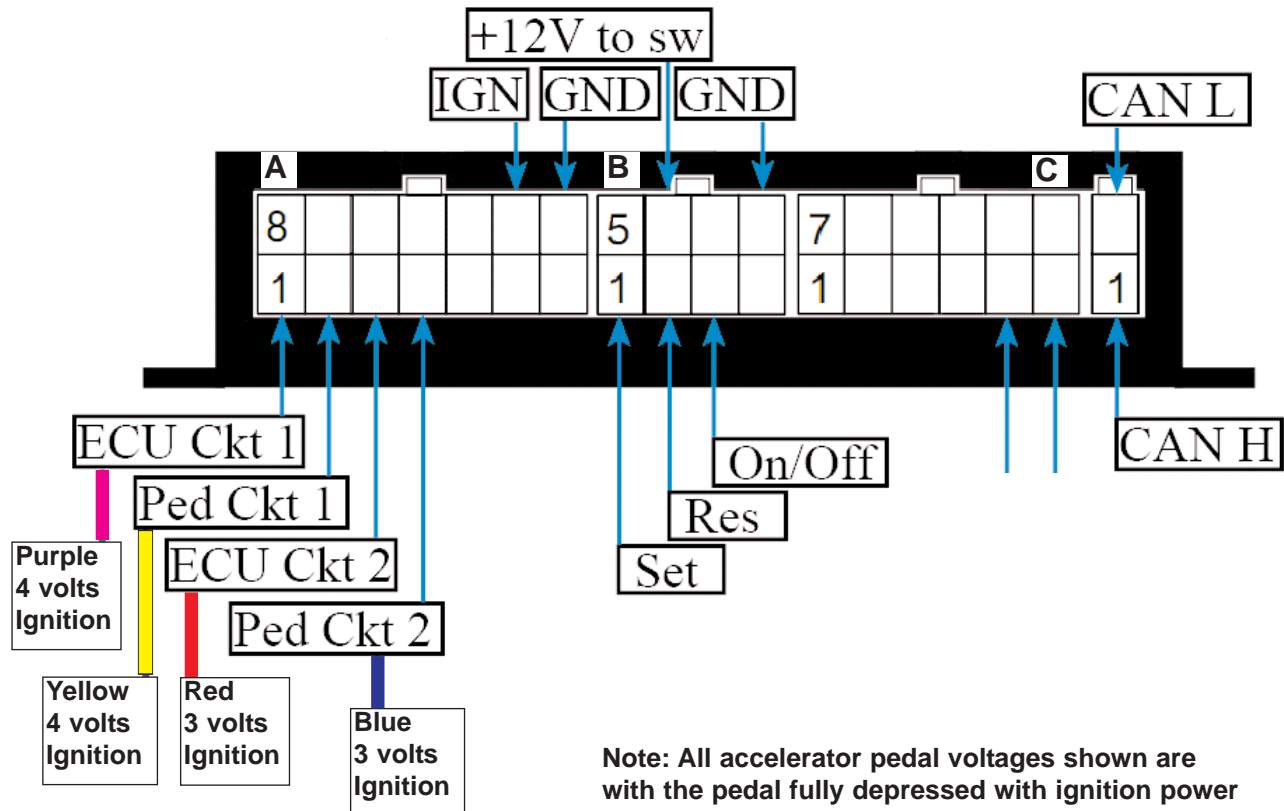 +12V to sw
IGN
GND
GND
CAN L
A
B
C
8
5
7
1
1
1
1
ECU Ckt 1
Ped Ckt 1
ECU Ckt 2
Ped Ckt 2
On/Off
Res
Set
CAN H
Purple
4 volts
Ignition
Yellow
4 volts
Ignition
Red
3 volts
Ignition
Blue
3 volts
Ignition
Note: All accelerator pedal voltages shown are
with the pedal fully depressed with ignition power